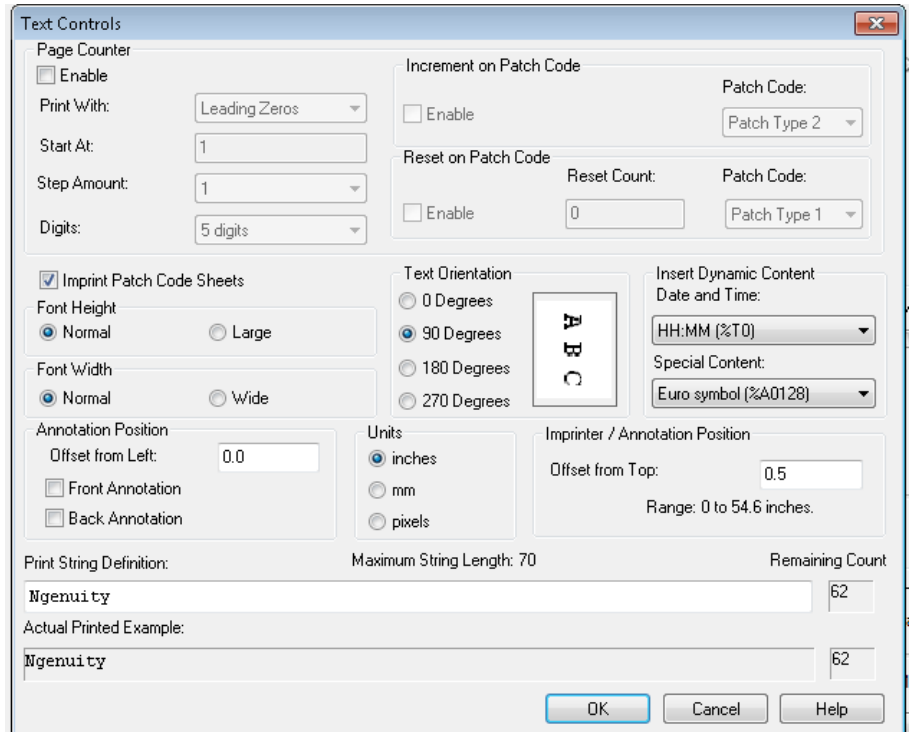 Text Controls
Page Counter
Enable
Print With: Leading Zeros
Start At: 1
Step Amount: 1
Digits: 5 digits
Increment on Patch Code
Patch Code:
Enable Patch Type 2
Reset on Patch Code
Reset Count: Patch Code:
Enable 0 Patch Type 1
Imprint Patch Code Sheets
Font Height
Normal Large
Font Width
Normal Wide
Text Orientation
0 Degrees
90 Degrees
180 Degrees
270 Degrees
A B C
Insert Dynamic Content
Date and Time:
HH:MM (%T0)
Special Content:
Euro symbol (%A0128)
Annotation Position
Offset from Left: 0.0
Front Annotation
Back Annotation
Units
inches
mm
pixels
Imprinter / Annotation Position
Offset from Top: 0.5
Range: 0 to 54.6 inches.
Print String Definition: Maximum String Length: 70 Remaining Count
Ngenuity 62
Actual Printed Example:
Ngenuity 62
OK Cancel Help